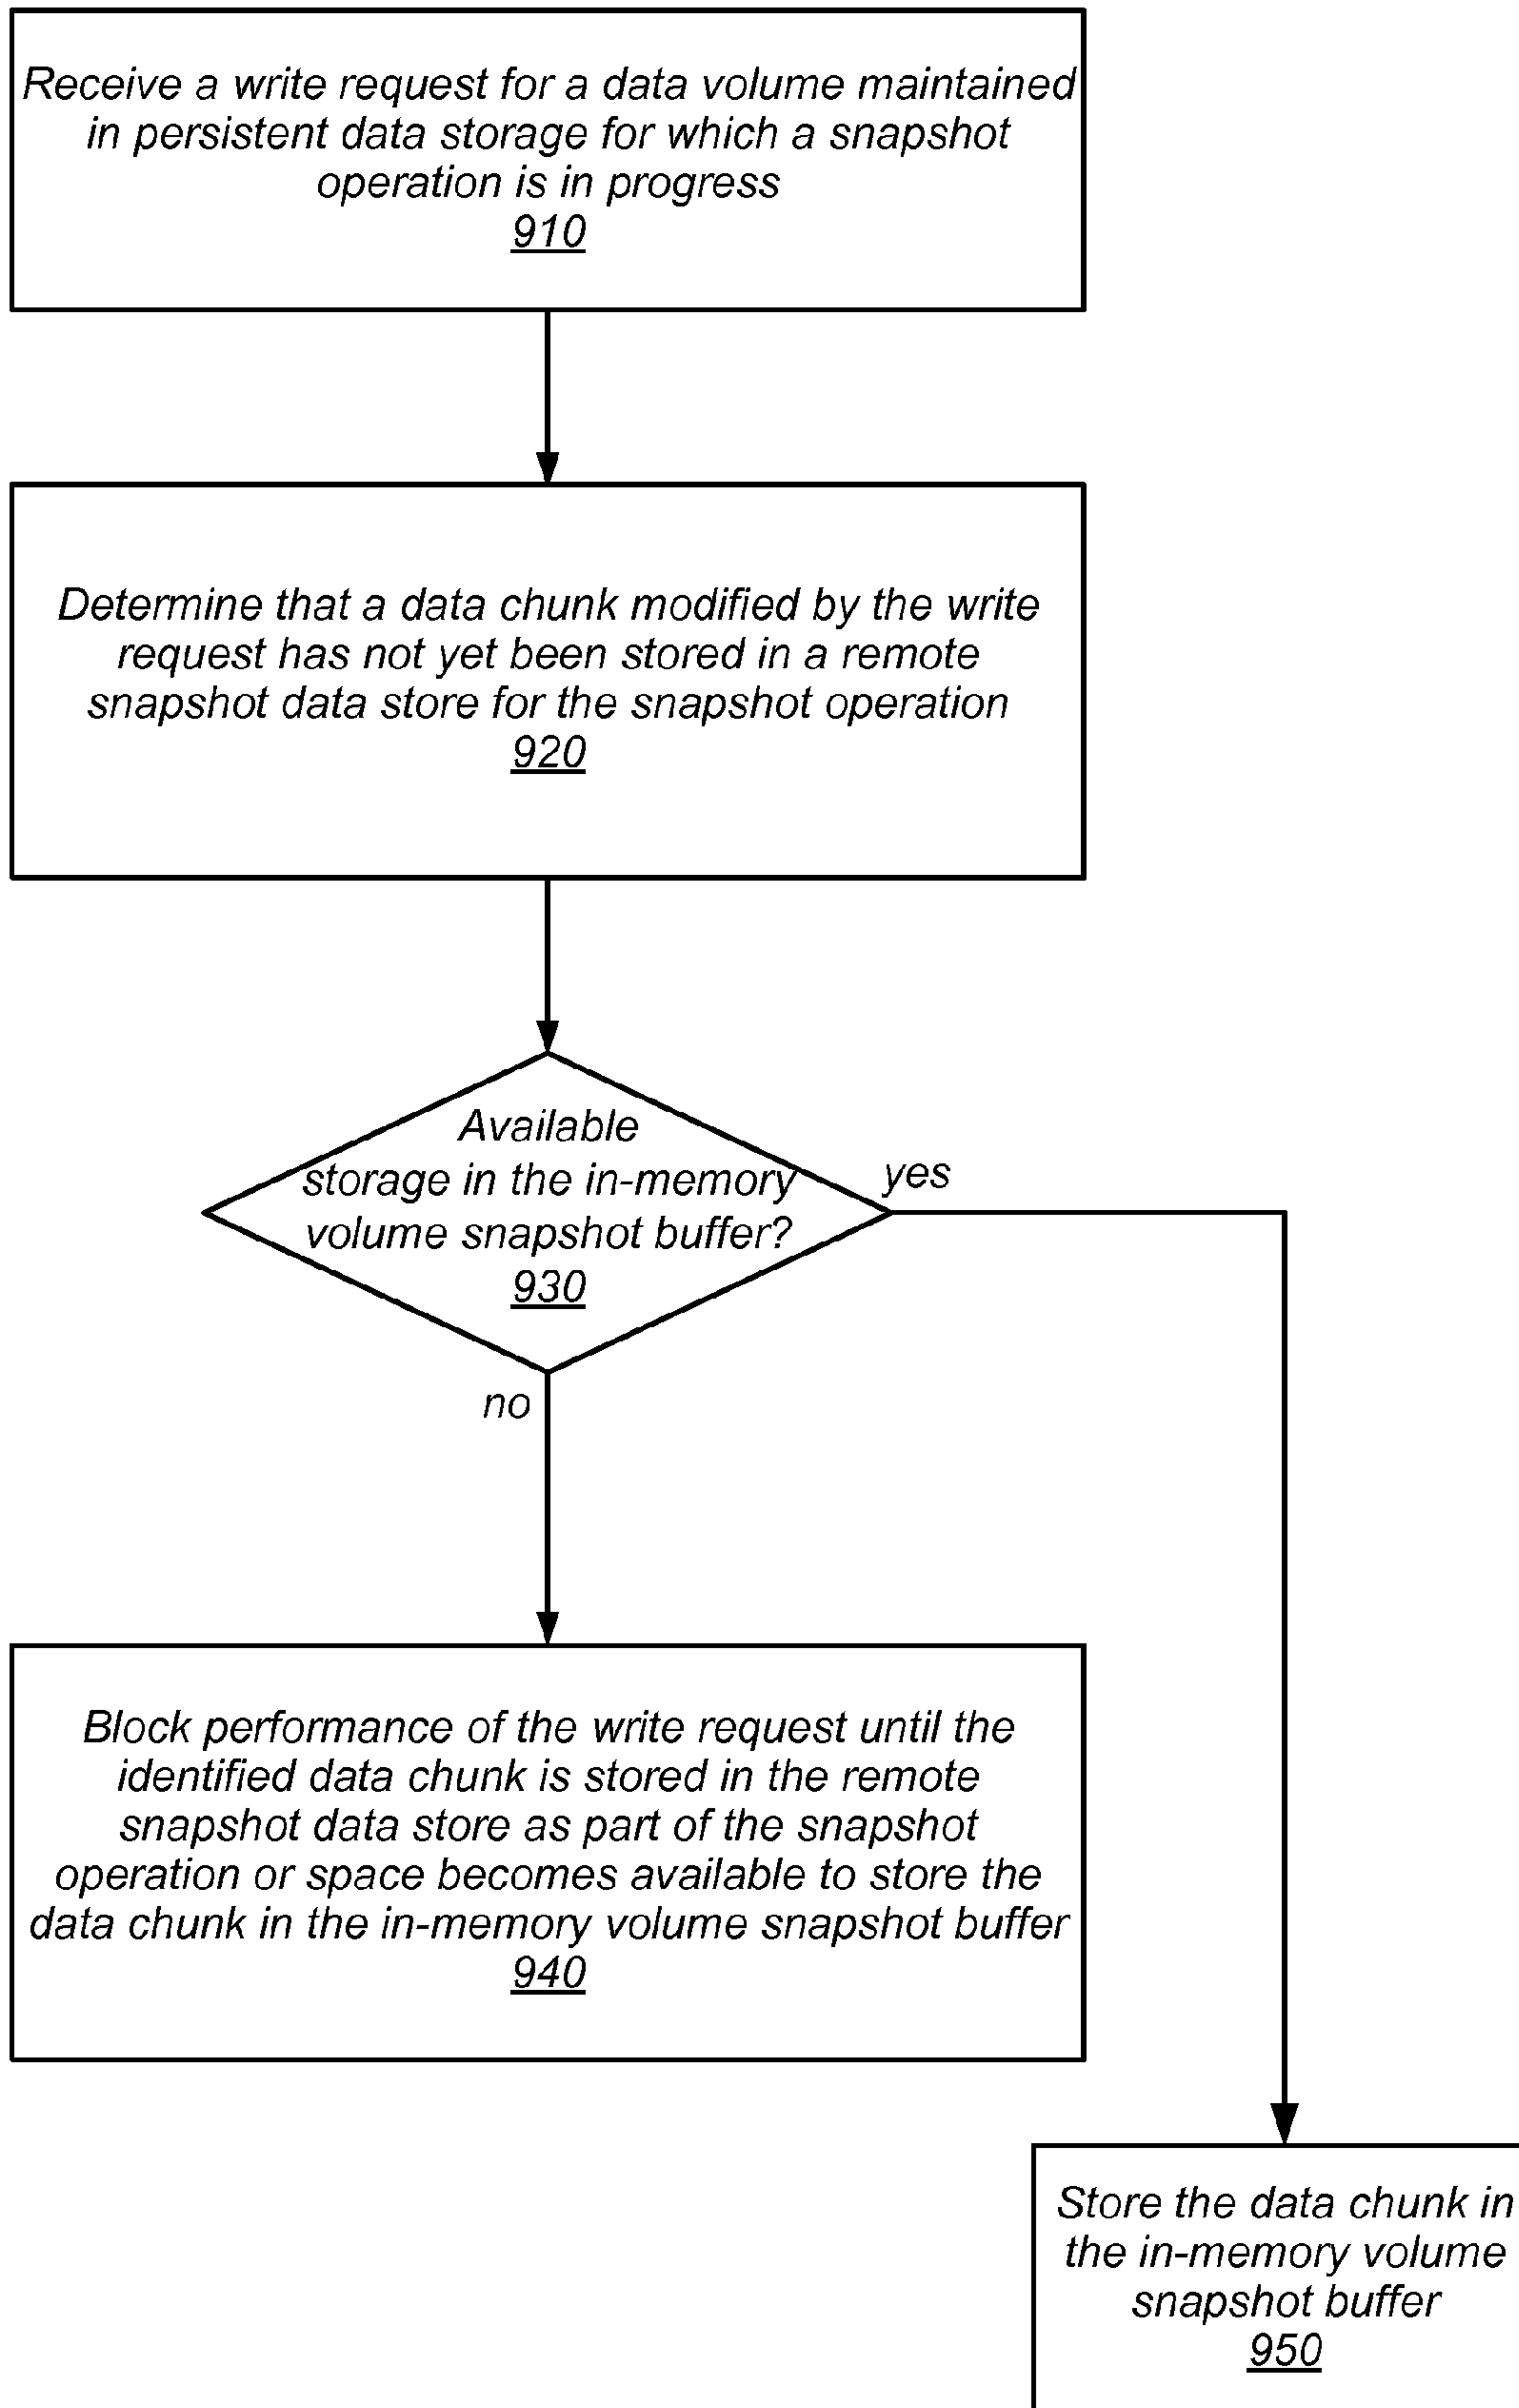 Receive a write request for a data volume maintained
in persistent data storage for which a snapshot
operation is in progress
910
Determine that a data chunk modified by the write
request has not yet been stored in a remote
snapshot data store for the snapshot operation
920
Available
storage in the in-memory
volume snapshot buffer?
930
yes
no
Block performance of the write request until the
identified data chunk is stored in the remote
snapshot data store as part of the snapshot
operation or space becomes available to store the
data chunk in the in-memory volume snapshot buffer
940
Store the data chunk in
the in-memory volume
snapshot buffer
950